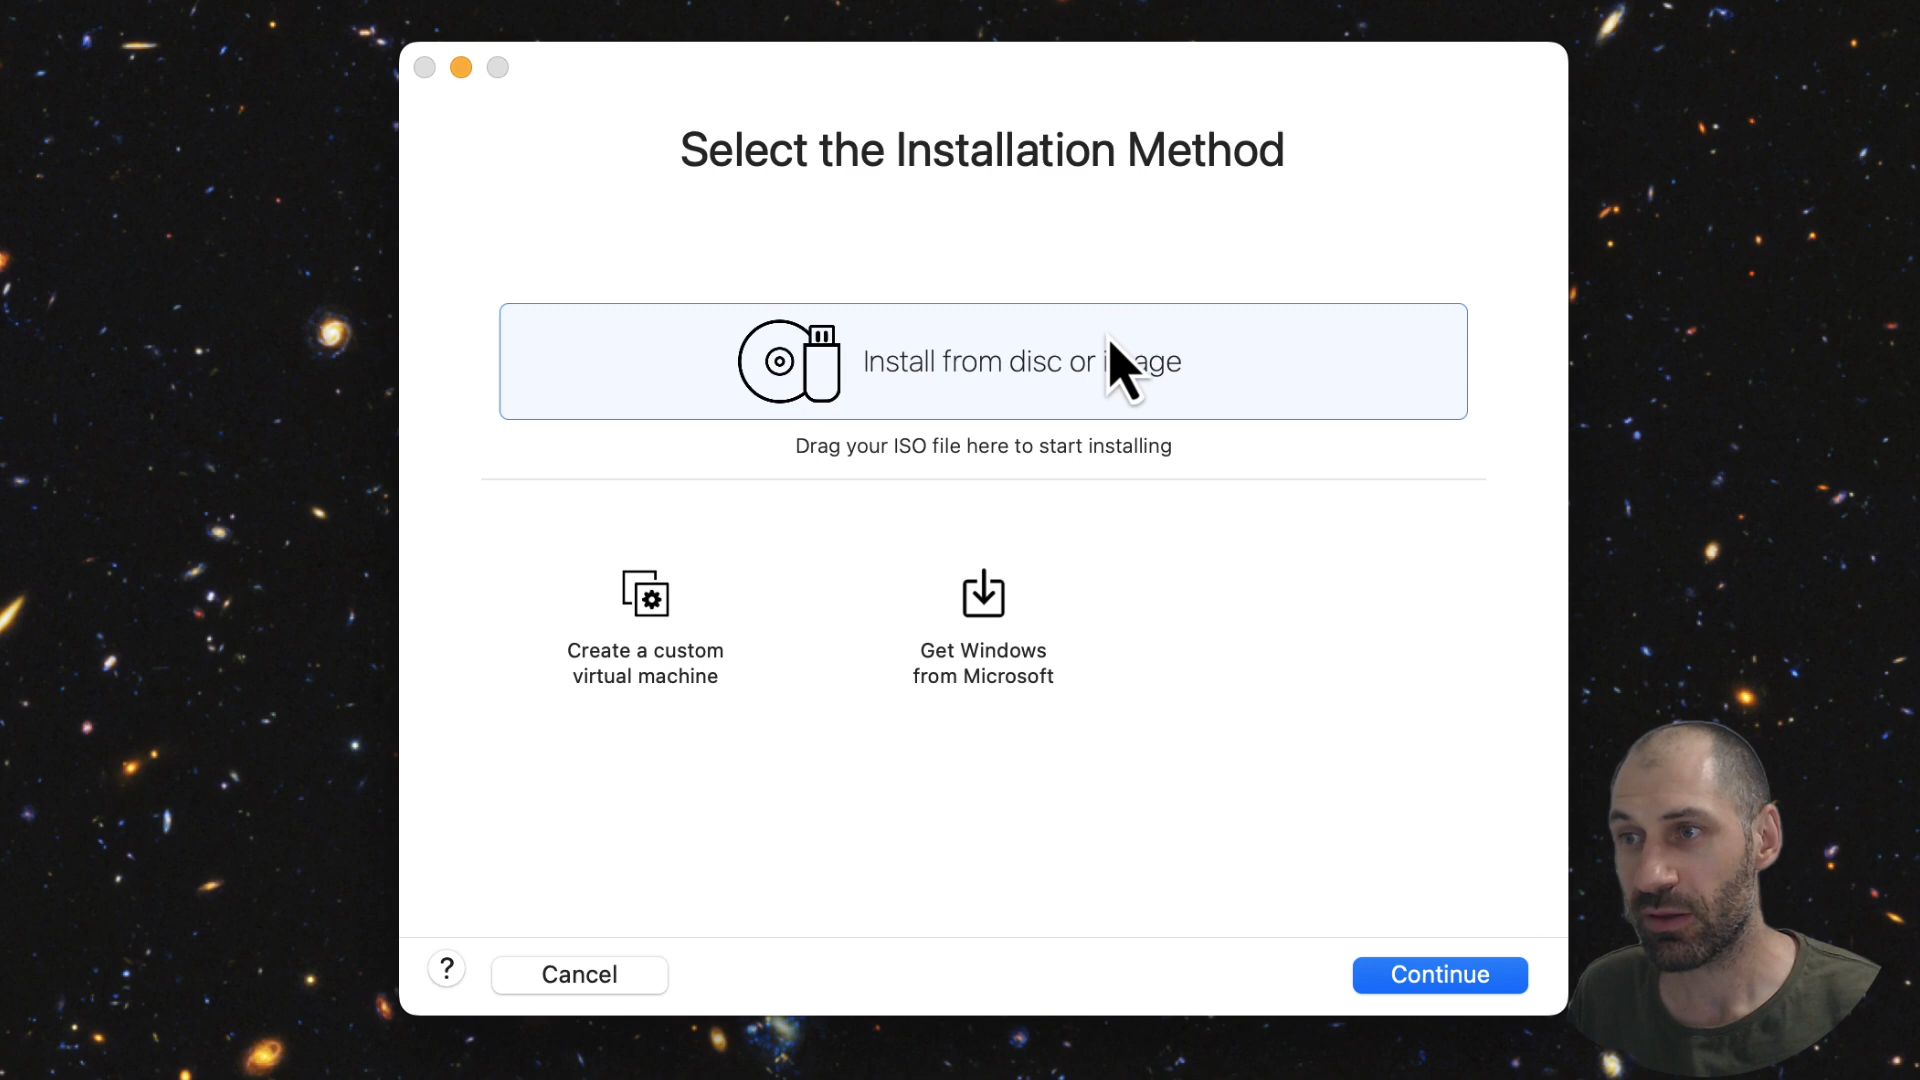 Select the Installation Method
Install from disc or image
Drag your ISO file here to start installing
Create a custom
virtual machine
Get Windows
from Microsoft
?
Cancel
Continue